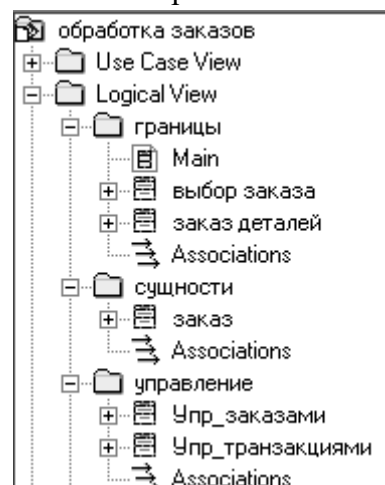 обработка заказов
Use Case View
Logical View
границы
Main
выбор заказа
заказ деталей
Associations
сущности
заказ
Associations
управление
Упр_заказами
Упр_транзакциями
Associations